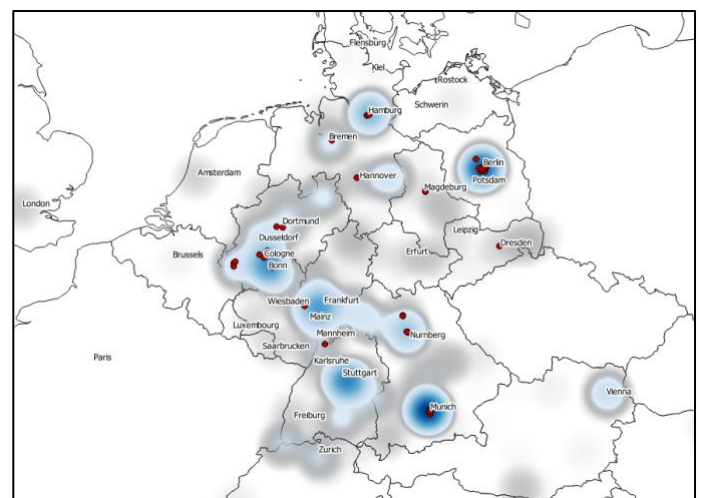 Flensburg
Kiel
Rostock
Schwerin
Hamburg
Bremen
Berlin
Potsdam
Amsterdam
Hannover
Magdeburg
London
Dortmund
Dusseldorf
Leipzig
Dresden
Brussels
Cologne
Bonn
Erfurt
Wiesbaden
Frankfurt
Mainz
Luxembourg
Mannheim
Nurnberg
Saarbrucken
Paris
Karlsruhe
Stuttgart
Vienna
Freiburg
Munich
Zurich